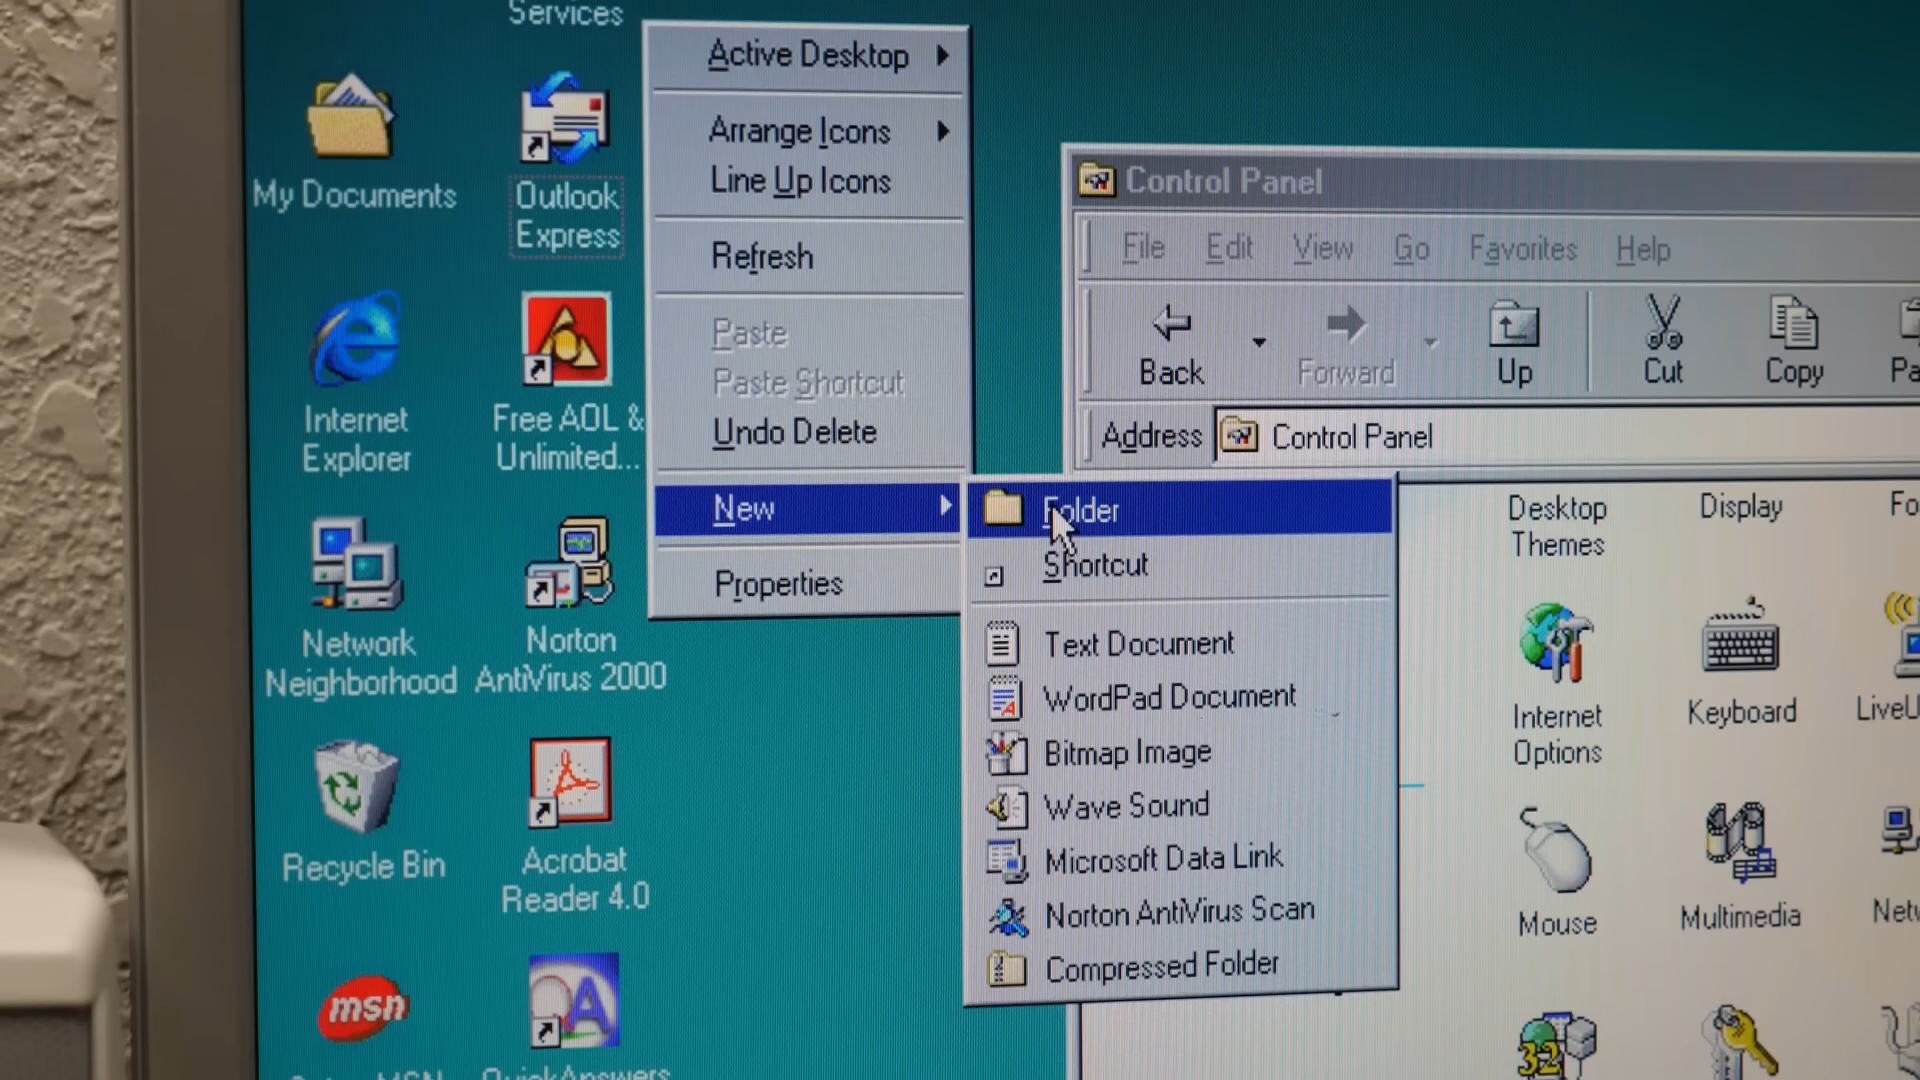 Services
My Documents
Outlook
Express
Internet
Explorer
Free AOL &
Unlimited...
Network
Neighborhood
Norton
AntiVirus 2000
Recycle Bin
Acrobat
Reader 4.0
msn
Active Desktop
Arrange Icons
Line Up Icons
Refresh
Paste
Paste Shortcut
Undo Delete
New
Properties
Folder
Shortcut
Text Document
WordPad Document
Bitmap Image
Wave Sound
Microsoft Data Link
Norton AntiVirus Scan
Compressed Folder
Control Panel
File Edit View Go Favorites Help
Back Forward Up Cut Copy
Address Control Panel
Desktop
Themes
Display
Internet
Options
Keyboard
Mouse
Multimedia
32